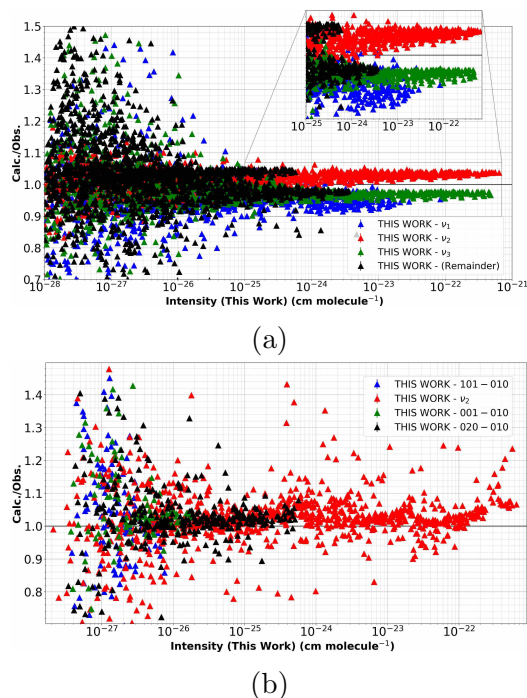 1.5
1.4
1.3
1.2
1.1
1.0
0.9
0.8
0.7
Calc./Obs.
10⁻²⁵ 10⁻²⁴ 10⁻²³ 10⁻²²
THIS WORK - ν₁
THIS WORK - ν₂
THIS WORK - ν₃
THIS WORK - (Remainder)
10⁻²⁸ 10⁻²⁷ 10⁻²⁶ 10⁻²⁵ 10⁻²⁴ 10⁻²³ 10⁻²² 10⁻²¹
Intensity (This Work) (cm molecule⁻¹)
(a)
1.4
1.3
1.2
1.1
1.0
0.9
0.8
Calc./Obs.
THIS WORK - 101−010
THIS WORK - ν₂
THIS WORK - 001−010
THIS WORK - 020−010
10⁻²⁷ 10⁻²⁶ 10⁻²⁵ 10⁻²⁴ 10⁻²³ 10⁻²²
Intensity (This Work) (cm molecule⁻¹)
(b)